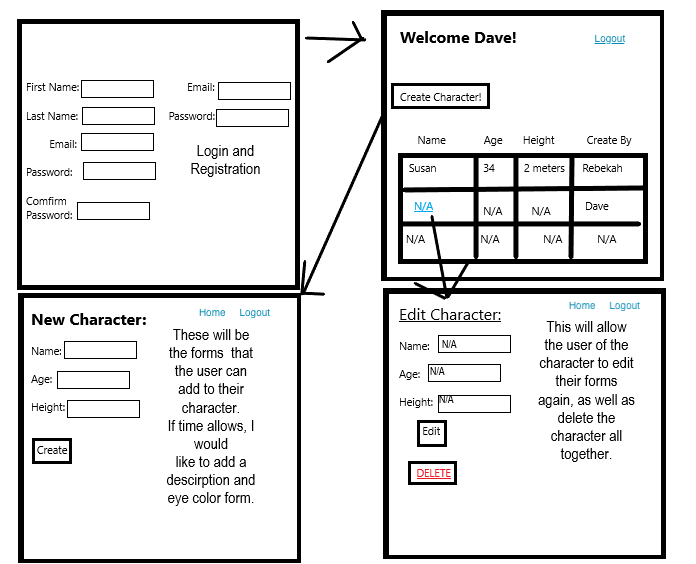 First Name:
Last Name:
Email:
Password:
Comfirm
Password:
Email:
Password:
Login and
Registration
Welcome Dave!
Logout
Create Character!
Name Age Height Create By
Susan 34 2 meters Rebekah
N/A N/A N/A Dave
N/A N/A N/A N/A
New Character:
Home Logout
Name:
Age:
Height:
Create
These will be
the forms that
the user can
add to their
character.
If time allows, I
would
like to add a
descirption and
eye color form.
Edit Character:
Home Logout
Name: N/A
Age: N/A
Height: N/A
Edit
DELETE
This will allow
the user of the
character to edit
their forms
again, as well as
delete the
character all
together.